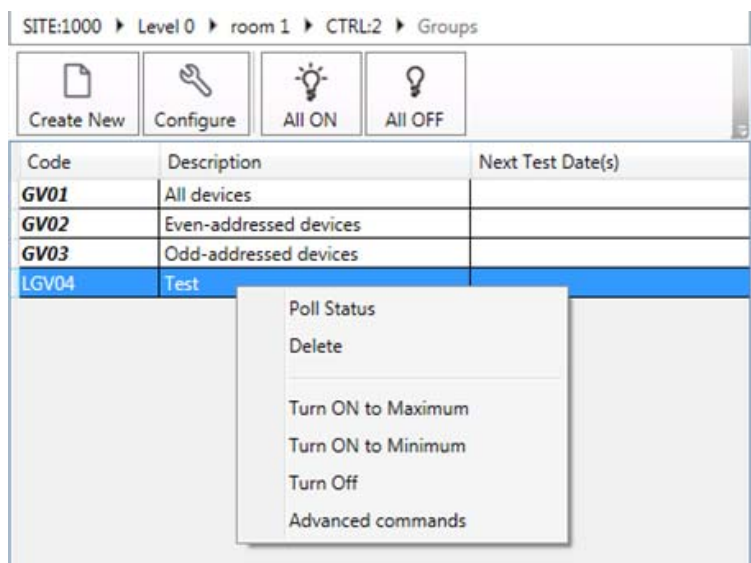 SITE:1000 Level 0 room 1 CTRL:2 Groups
Create New Configure All ON All OFF
Code Description Next Test Date(s)
GV01 All devices
GV02 Even-addressed devices
GV03 Odd-addressed devices
LGV04 Test
Poll Status
Delete
Turn ON to Maximum
Turn ON to Minimum
Turn Off
Advanced commands